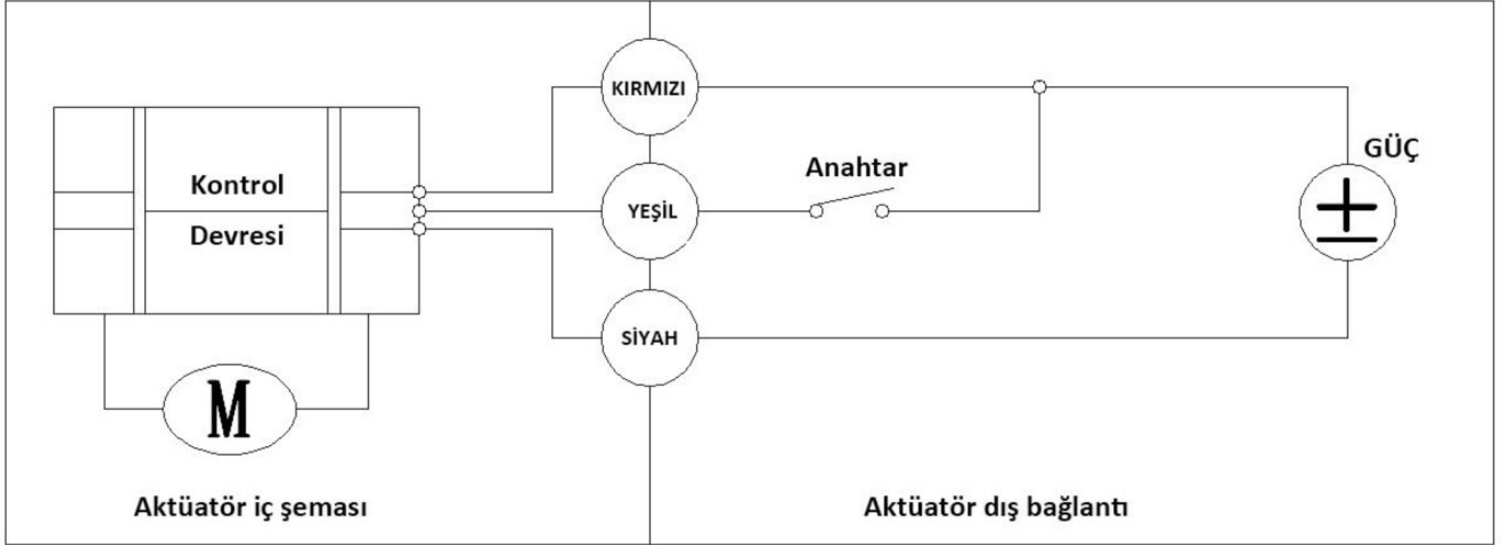 KIRMIZI
GÜÇ
Kontrol
Anahtar
YEŞİL
Devresi
SİYAH
M
Aktüatör iç şeması
Aktüatör dış bağlantı